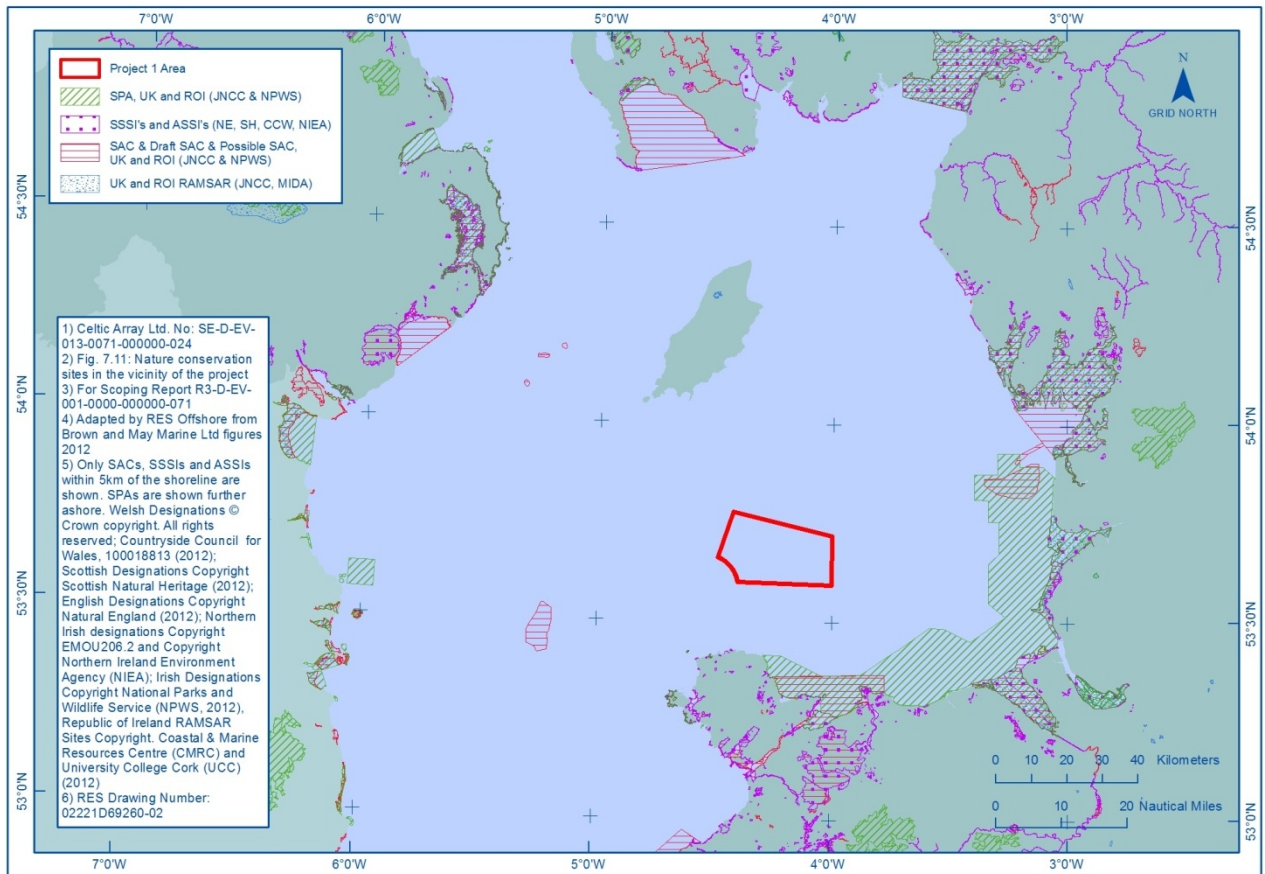 7°0'W
6°0'W
5°0'W
4°0'W
3°0'W
Project 1 Area
SPA, UK and ROI (JNCC & NPWS)
SSSI's and ASSI's (NE, SH, CCW, NIEA)
SAC & Draft SAC & Possible SAC,
UK and ROI (JNCC & NPWS)
UK and ROI RAMSAR (JNCC, MIDA)
N
GRID NORTH
54°30'N
54°30'N
54°0'N
54°0'N
53°30'N
53°30'N
53°0'N
53°0'N
1) Celtic Array Ltd. No: SE-D-EV-
013-0071-000000-024
2) Fig. 7.11: Nature conservation
sites in the vicinity of the project
3) For Scoping Report R3-D-EV-
001-0000-000000-071
4) Adapted by RES Offshore from
Brown and May Marine Ltd figures
2012
5) Only SACs, SSSIs and ASSIs
within 5km of the shoreline are
shown. SPAs are shown further
ashore. Welsh Designations ©
Crown copyright. All rights
reserved; Countryside Council for
Wales, 100018813 (2012);
Scottish Designations Copyright
Scottish Natural Heritage (2012);
English Designations Copyright
Natural England (2012); Northern
Irish designations Copyright
EMOU206.2 and Copyright
Northern Ireland Environment
Agency (NIEA); Irish Designations
Copyright National Parks and
Wildlife Service (NPWS, 2012),
Republic of Ireland RAMSAR
Sites Copyright. Coastal & Marine
Resources Centre (CMRC) and
University College Cork (UCC)
(2012)
6) RES Drawing Number:
02221D69260-02
0 10 20 30 40 Kilometers
0 10 20 Nautical Miles
7°0'W
6°0'W
5°0'W
4°0'W
3°0'W